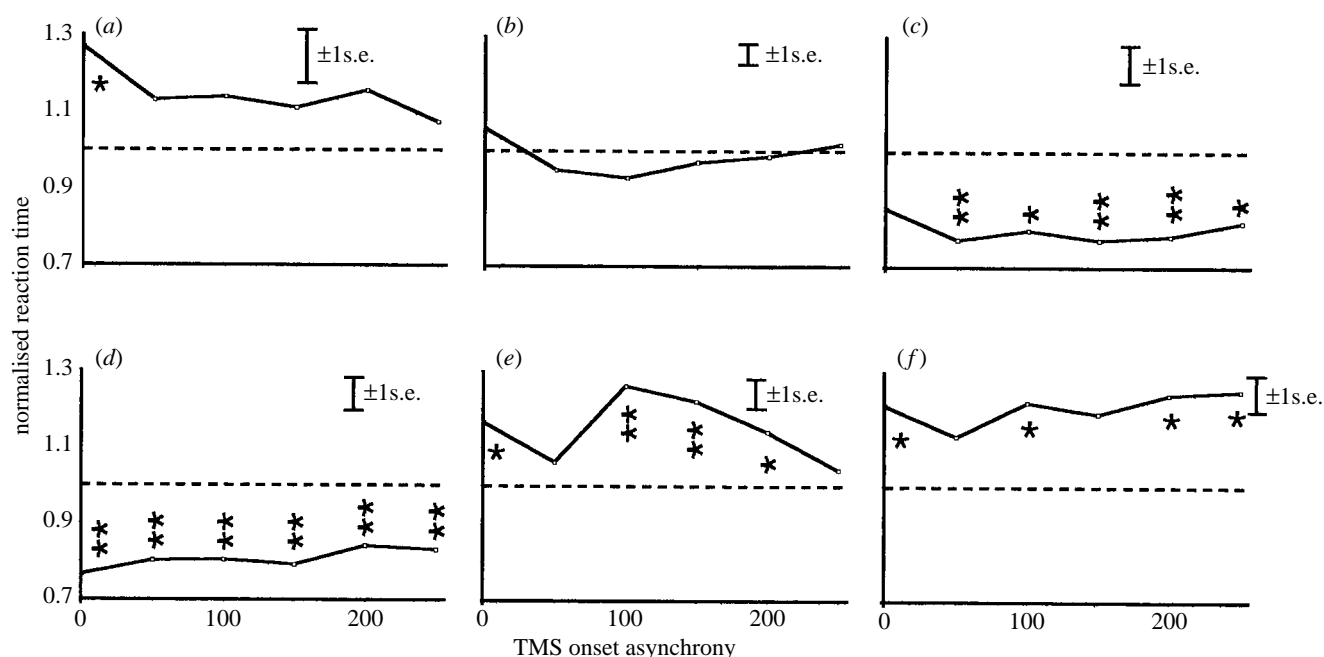 (a)
±1s.e.
(b)
±1s.e.
(c)
±1s.e.
1.3
1.1
0.9
0.7
*
**
*
**
**
*
normalised reaction time
(d)
±1s.e.
(e)
±1s.e.
(f)
±1s.e.
1.3
1.1
0.9
0.7
**
**
**
**
**
**
*
**
**
*
*
*
*
*
0 100 200
0 100 200
0 100 200
TMS onset asynchrony